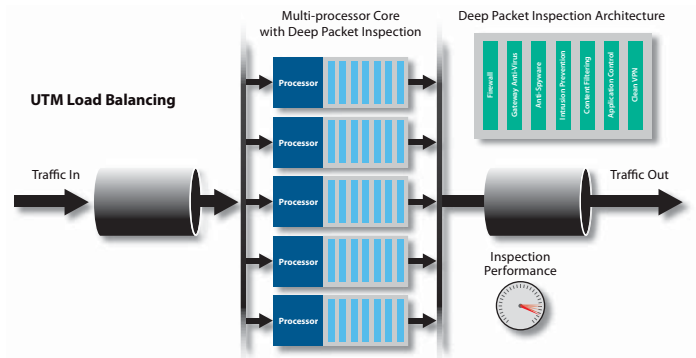 Multi-processor Core
with Deep Packet Inspection
Deep Packet Inspection Architecture
Firewall
Gateway Anti-Virus
Anti-Spyware
Intrusion Prevention
Content Filtering
Application Control
Clean VPN
UTM Load Balancing
Processor
Processor
Processor
Processor
Processor
Traffic In
Traffic Out
Inspection
Performance